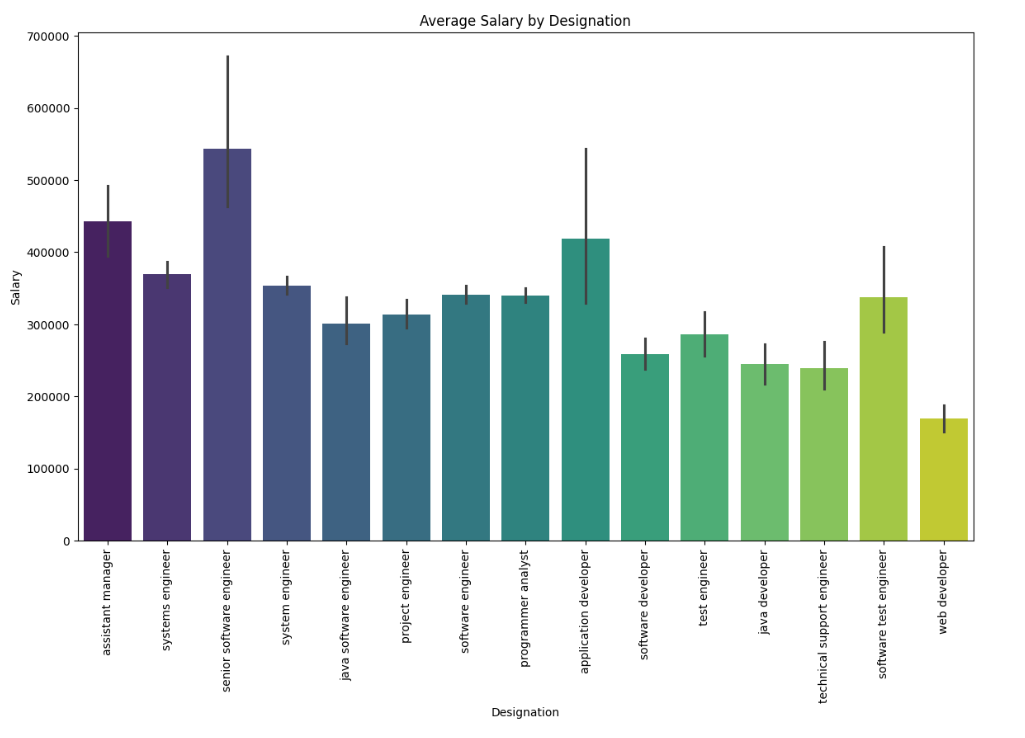 Average Salary by Designation
700000
600000
500000
400000
300000
200000
100000
0
Salary
assistant manager
systems engineer
senior software engineer
system engineer
java software engineer
project engineer
software engineer
programmer analyst
application developer
software developer
test engineer
java developer
technical support engineer
software test engineer
web developer
Designation